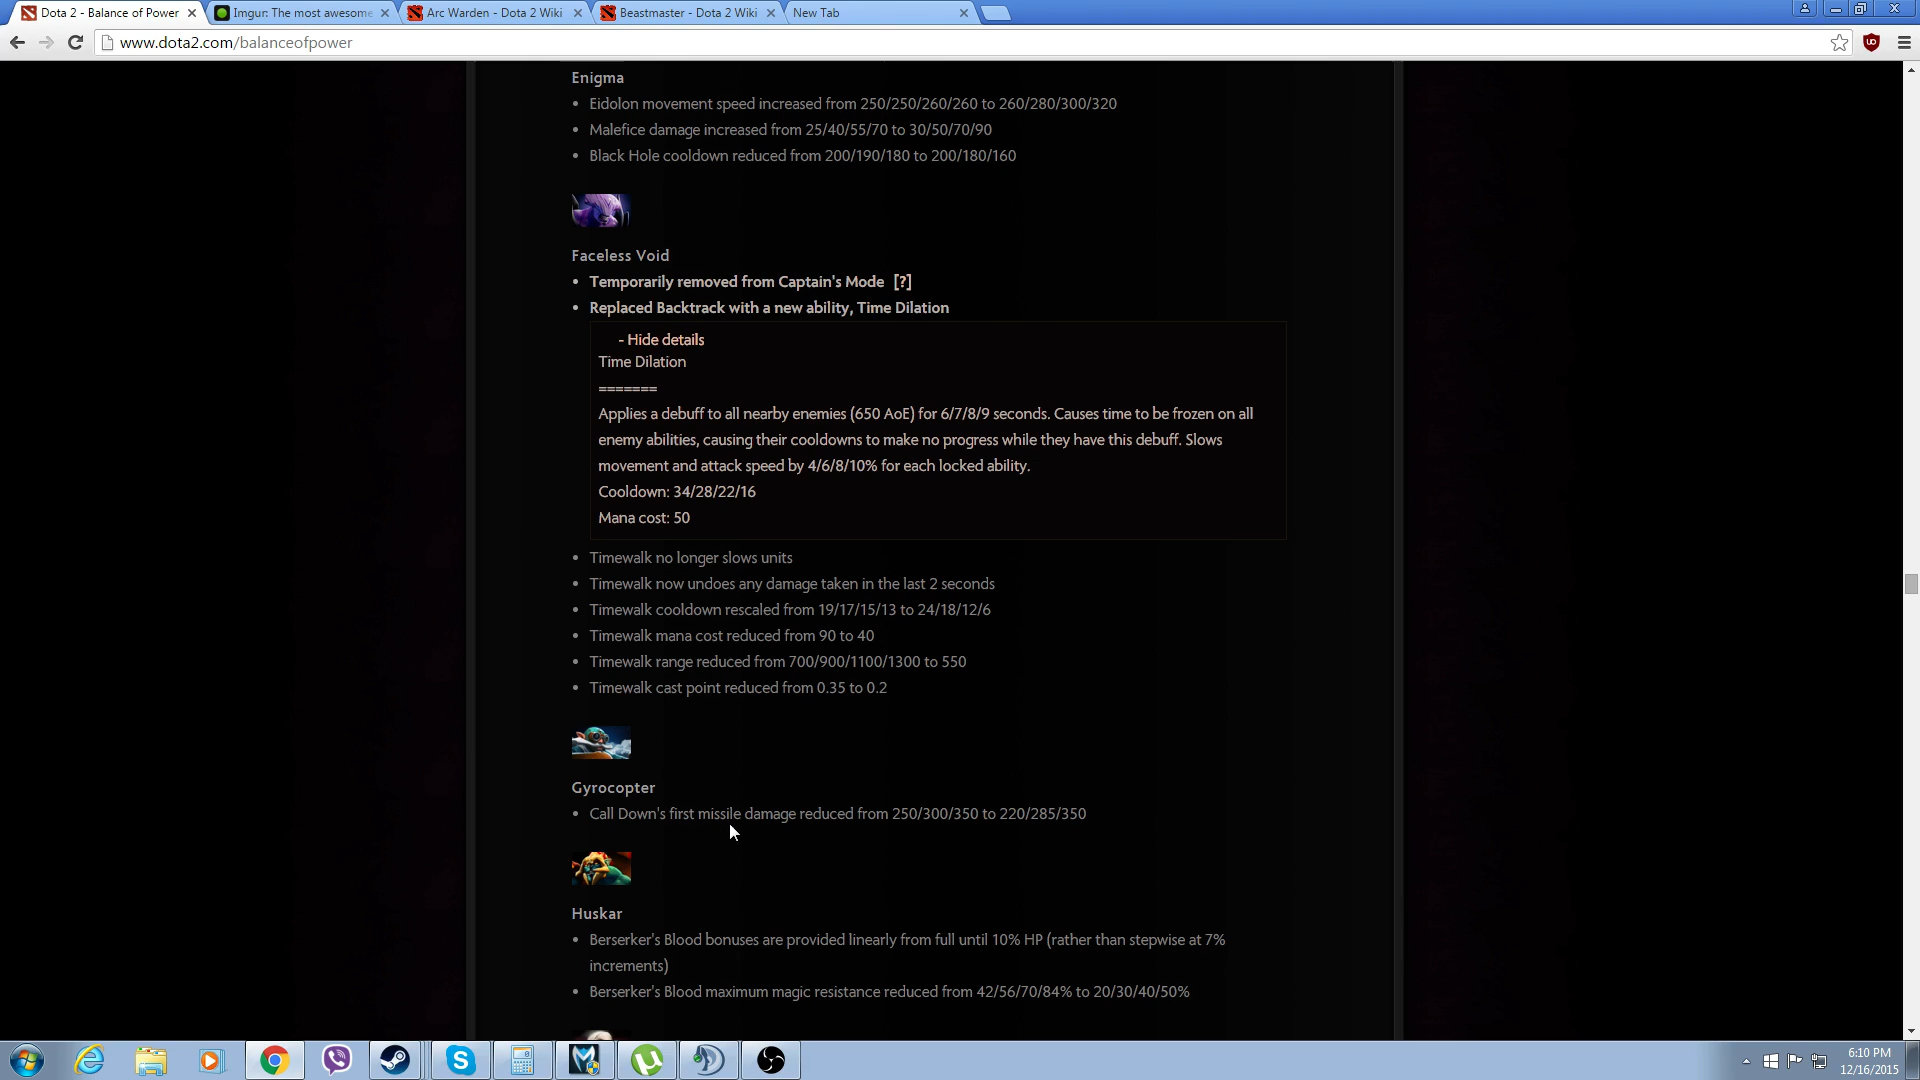 Dota 2 - Balance of Power
Imgur: The most awesome
Arc Warden - Dota 2 Wiki
Beastmaster - Dota 2 Wiki
New Tab
www.dota2.com/balanceofpower
Enigma
• Eidolon movement speed increased from 250/250/260/260 to 260/280/300/320
• Malefice damage increased from 25/40/55/70 to 30/50/70/90
• Black Hole cooldown reduced from 200/190/180 to 200/180/160
Faceless Void
• Temporarily removed from Captain's Mode [?]
• Replaced Backtrack with a new ability, Time Dilation
- Hide details
Time Dilation
=======
Applies a debuff to all nearby enemies (650 AoE) for 6/7/8/9 seconds. Causes time to be frozen on all
enemy abilities, causing their cooldowns to make no progress while they have this debuff. Slows
movement and attack speed by 4/6/8/10% for each locked ability.
Cooldown: 34/28/22/16
Mana cost: 50
• Timewalk no longer slows units
• Timewalk now undoes any damage taken in the last 2 seconds
• Timewalk cooldown rescaled from 19/17/15/13 to 24/18/12/6
• Timewalk mana cost reduced from 90 to 40
• Timewalk range reduced from 700/900/1100/1300 to 550
• Timewalk cast point reduced from 0.35 to 0.2
Gyrocopter
• Call Down's first missile damage reduced from 250/300/350 to 220/285/350
Huskar
• Berserker's Blood bonuses are provided linearly from full until 10% HP (rather than stepwise at 7%
increments)
• Berserker's Blood maximum magic resistance reduced from 42/56/70/84% to 20/30/40/50%
6:10 PM
12/16/2015